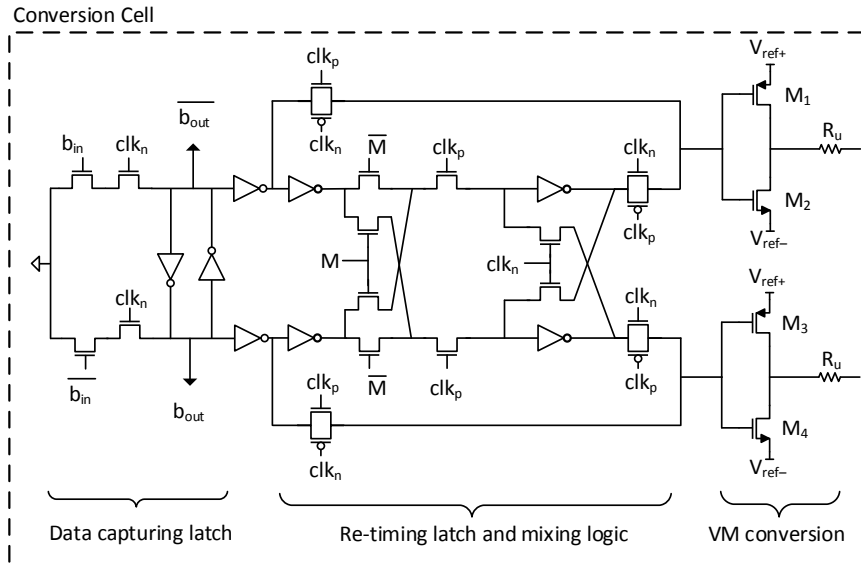 Conversion Cell
clkp
Vref+
M1
bin
clkn
bout
clkn
M
clkp
clkn
Ru
clkp
M2
Vref–
M
clkn
Vref+
clkn
clkn
M3
Ru
bin
bout
clkp
M
clkp
clkp
M4
clkn
Vref–
Data capturing latch
Re-timing latch and mixing logic
VM conversion